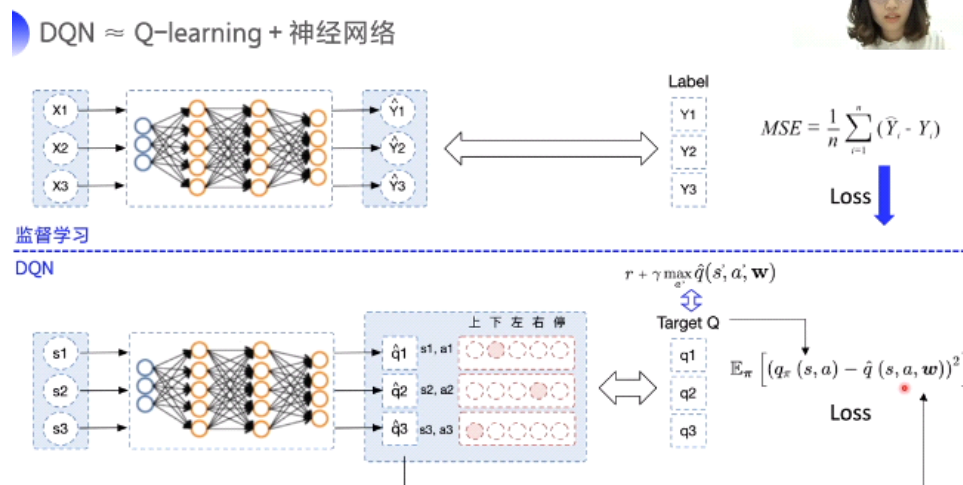 DQN ≈ Q-learning + 神经网络
Label
X1
X2
X3
Ŷ1
Ŷ2
Ŷ3
Y1
Y2
Y3
MSE = 1/n ∑ i=1 n (Ŷi - Yi)
Loss
监督学习
DQN
r + γ max a' q̂(s', a', w)
上 下 左 右 停
Target Q
s1
s2
s3
q̂1 s1, a1
q̂2 s2, a2
q̂3 s3, a3
q1
q2
q3
𝔼π [(qπ (s, a) − q̂ (s, a, w))²]
Loss